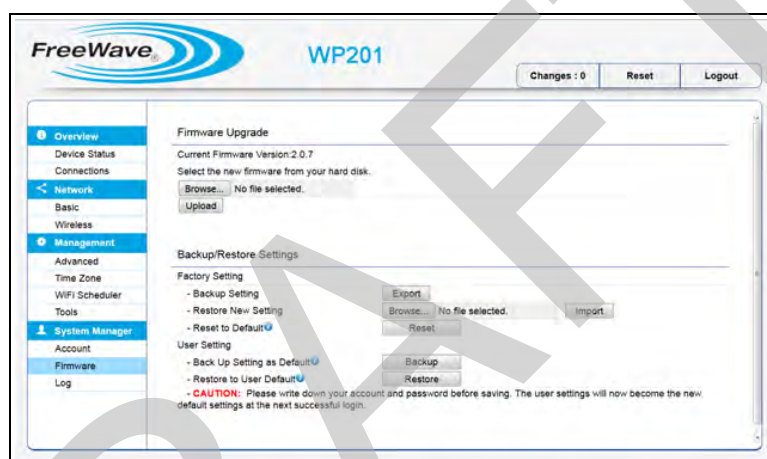 FreeWave®
WP201
Changes : 0 Reset Logout
Overview
Device Status
Connections
Network
Basic
Wireless
Management
Advanced
Time Zone
WiFi Scheduler
Tools
System Manager
Account
Firmware
Log
Firmware Upgrade
Current Firmware Version:2.0.7
Select the new firmware from your hard disk.
Browse... No file selected.
Upload
Backup/Restore Settings
Factory Setting
- Backup Setting Export
- Restore New Setting Browse... No file selected. Import
- Reset to Default Reset
User Setting
- Back Up Setting as Default Backup
- Restore to User Default Restore
- CAUTION: Please write down your account and password before saving. The user settings will now become the new
default settings at the next successful login.
DRAFT